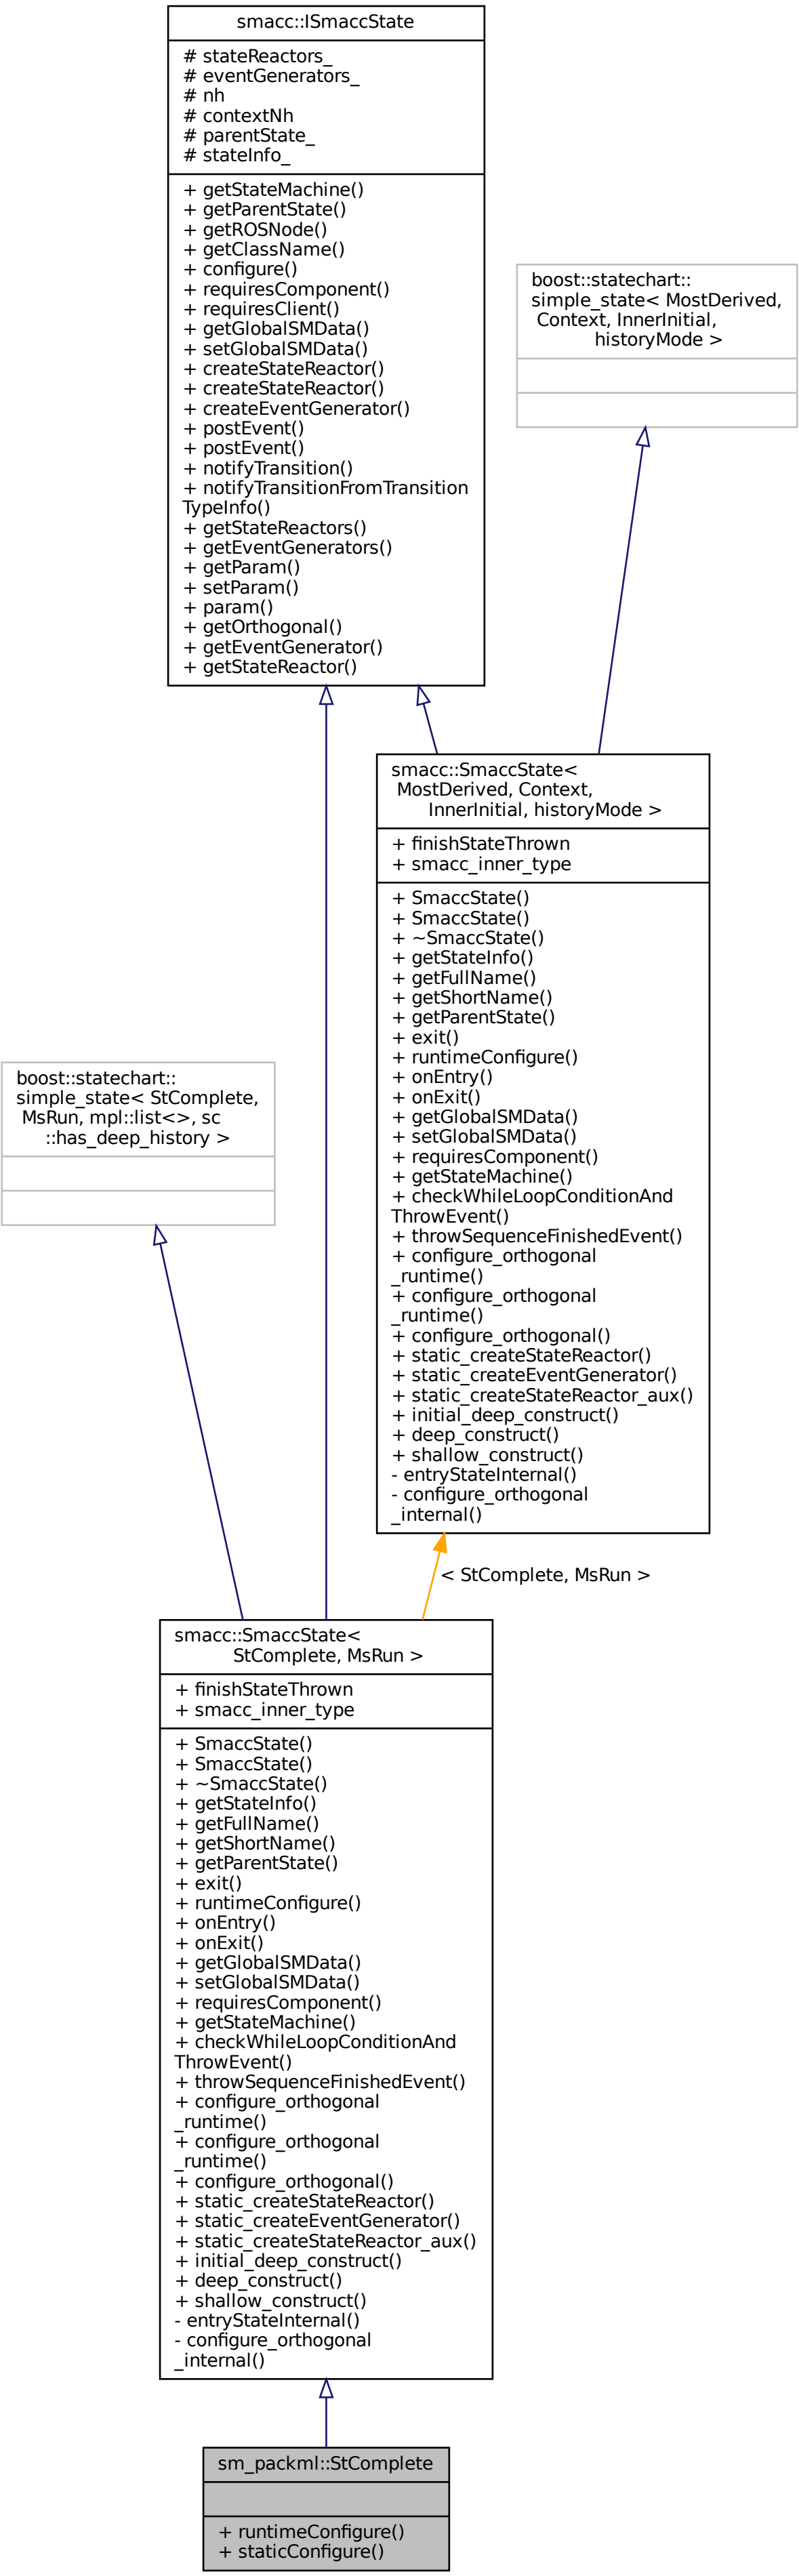 smacc::ISmaccState
# stateReactors_
# eventGenerators_
# nh
# contextNh
# parentState_
# stateInfo_
+ getStateMachine()
+ getParentState()
+ getROSNode()
+ getClassName()
+ configure()
+ requiresComponent()
+ requiresClient()
+ getGlobalSMData()
+ setGlobalSMData()
+ createStateReactor()
+ createStateReactor()
+ createEventGenerator()
+ postEvent()
+ postEvent()
+ notifyTransition()
+ notifyTransitionFromTransition
TypeInfo()
+ getStateReactors()
+ getEventGenerators()
+ getParam()
+ setParam()
+ param()
+ getOrthogonal()
+ getEventGenerator()
+ getStateReactor()
boost::statechart::
simple_state< MostDerived,
Context, InnerInitial,
historyMode >
smacc::SmaccState<
MostDerived, Context,
InnerInitial, historyMode >
+ finishStateThrown
+ smacc_inner_type
+ SmaccState()
+ SmaccState()
+ ~SmaccState()
+ getStateInfo()
+ getFullName()
+ getShortName()
+ getParentState()
+ exit()
+ runtimeConfigure()
+ onEntry()
+ onExit()
+ getGlobalSMData()
+ setGlobalSMData()
+ requiresComponent()
+ getStateMachine()
+ checkWhileLoopConditionAnd
ThrowEvent()
+ throwSequenceFinishedEvent()
+ configure_orthogonal
_runtime()
+ configure_orthogonal
_runtime()
+ configure_orthogonal()
+ static_createStateReactor()
+ static_createEventGenerator()
+ static_createStateReactor_aux()
+ initial_deep_construct()
+ deep_construct()
+ shallow_construct()
- entryStateInternal()
- configure_orthogonal
_internal()
boost::statechart::
simple_state< StComplete,
MsRun, mpl::list<>, sc
::has_deep_history >
< StComplete, MsRun >
smacc::SmaccState<
StComplete, MsRun >
+ finishStateThrown
+ smacc_inner_type
+ SmaccState()
+ SmaccState()
+ ~SmaccState()
+ getStateInfo()
+ getFullName()
+ getShortName()
+ getParentState()
+ exit()
+ runtimeConfigure()
+ onEntry()
+ onExit()
+ getGlobalSMData()
+ setGlobalSMData()
+ requiresComponent()
+ getStateMachine()
+ checkWhileLoopConditionAnd
ThrowEvent()
+ throwSequenceFinishedEvent()
+ configure_orthogonal
_runtime()
+ configure_orthogonal
_runtime()
+ configure_orthogonal()
+ static_createStateReactor()
+ static_createEventGenerator()
+ static_createStateReactor_aux()
+ initial_deep_construct()
+ deep_construct()
+ shallow_construct()
- entryStateInternal()
- configure_orthogonal
_internal()
sm_packml::StComplete
+ runtimeConfigure()
+ staticConfigure()